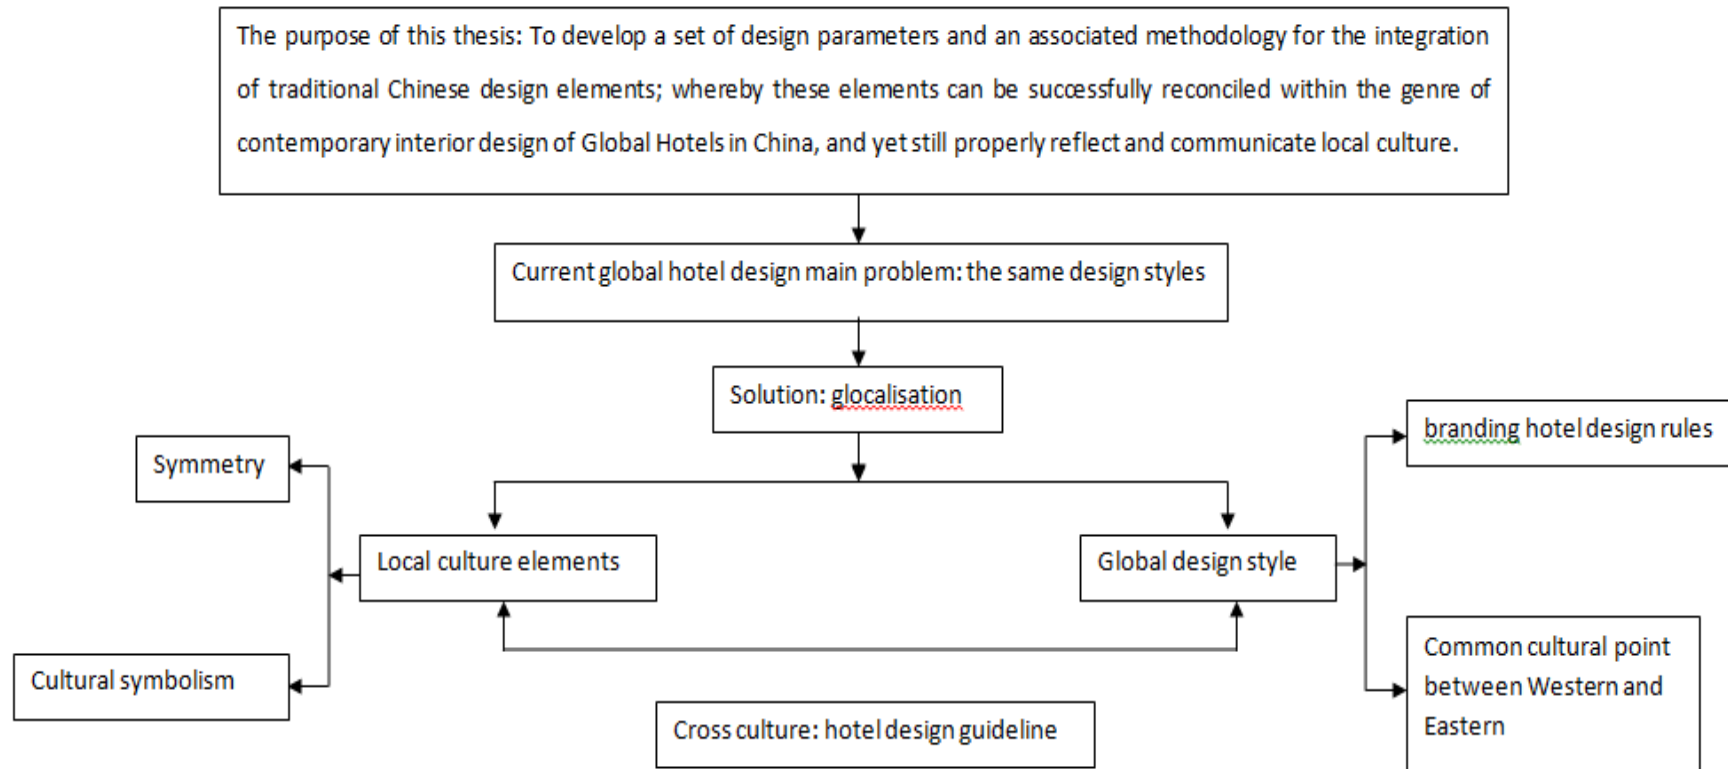 The purpose of this thesis: To develop a set of design parameters and an associated methodology for the integration
of traditional Chinese design elements; whereby these elements can be successfully reconciled within the genre of
contemporary interior design of Global Hotels in China, and yet still properly reflect and communicate local culture.
Current global hotel design main problem: the same design styles
Solution: glocalisation
branding hotel design rules
Symmetry
Local culture elements
Global design style
Cultural symbolism
Common cultural point
between Western and
Eastern
Cross culture: hotel design guideline